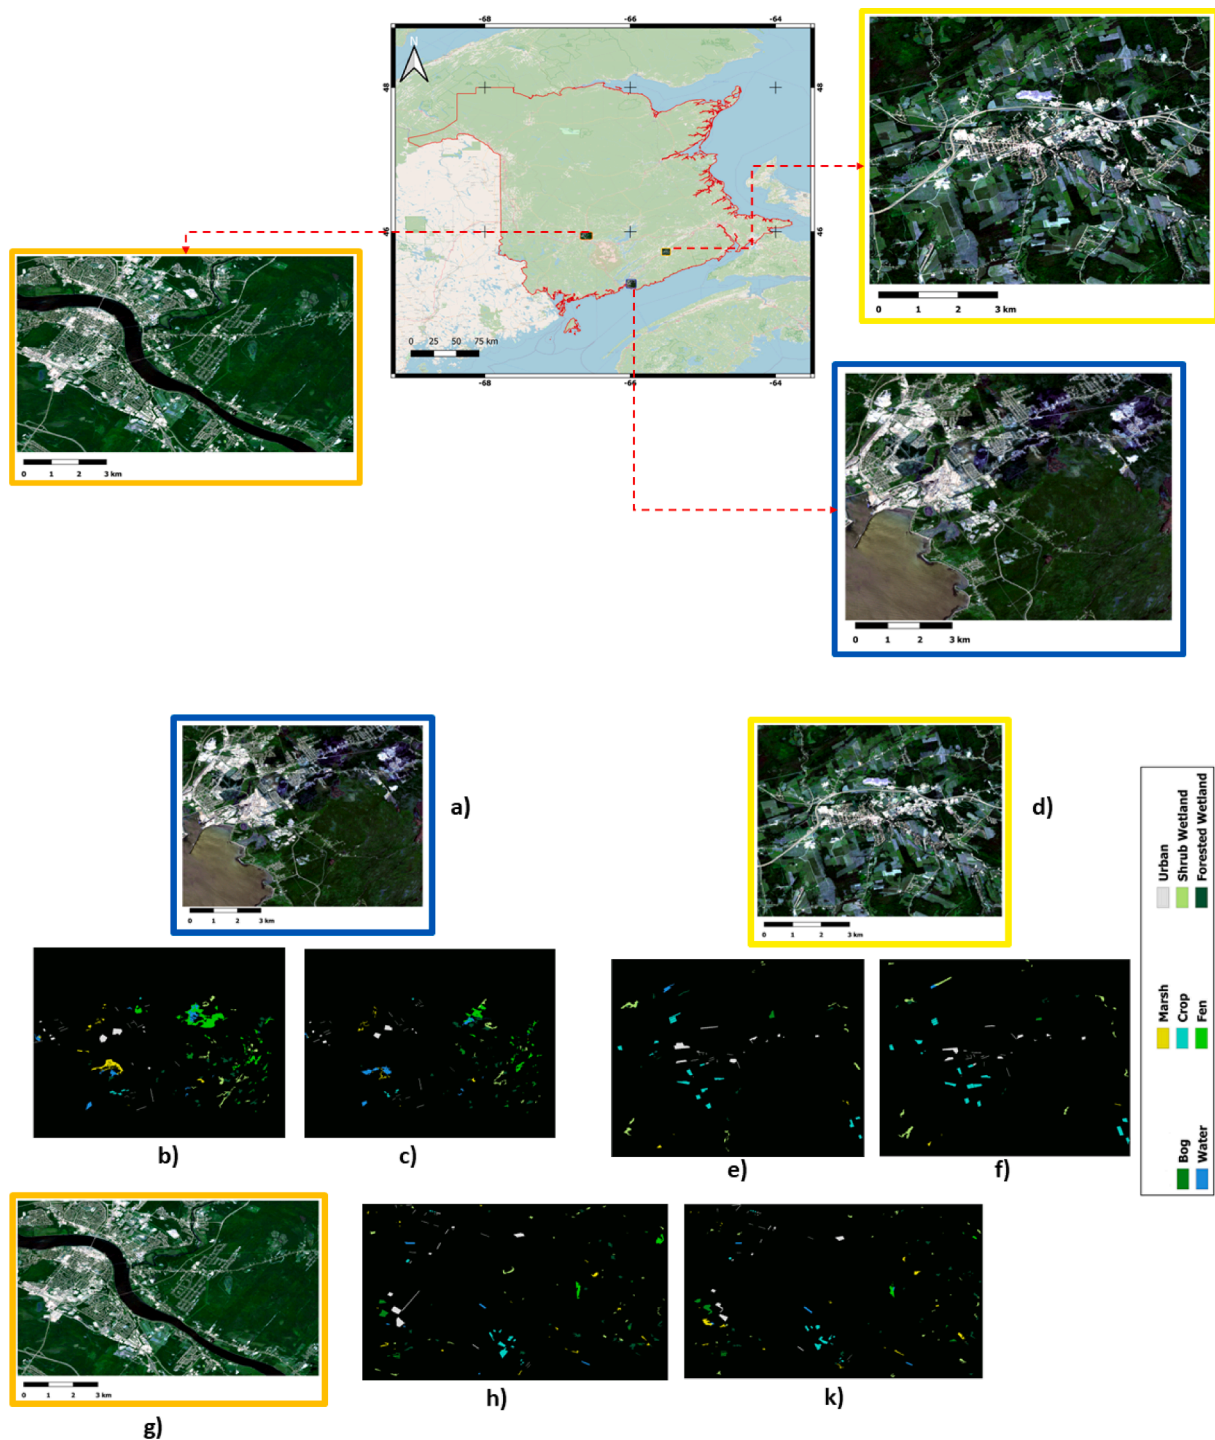 -68 -66 -64
N
48 48
46 46
0 25 50 75 km
-68 -66 -64
0 1 2 3 km
0 1 2 3 km
0 1 2 3 km
a)
0 1 2 3 km
d)
0 1 2 3 km
b)
c)
e)
f)
Urban
Shrub Wetland
Forested Wetland
Marsh
Crop
Fen
Bog
Water
0 1 2 3 km
g)
h)
k)